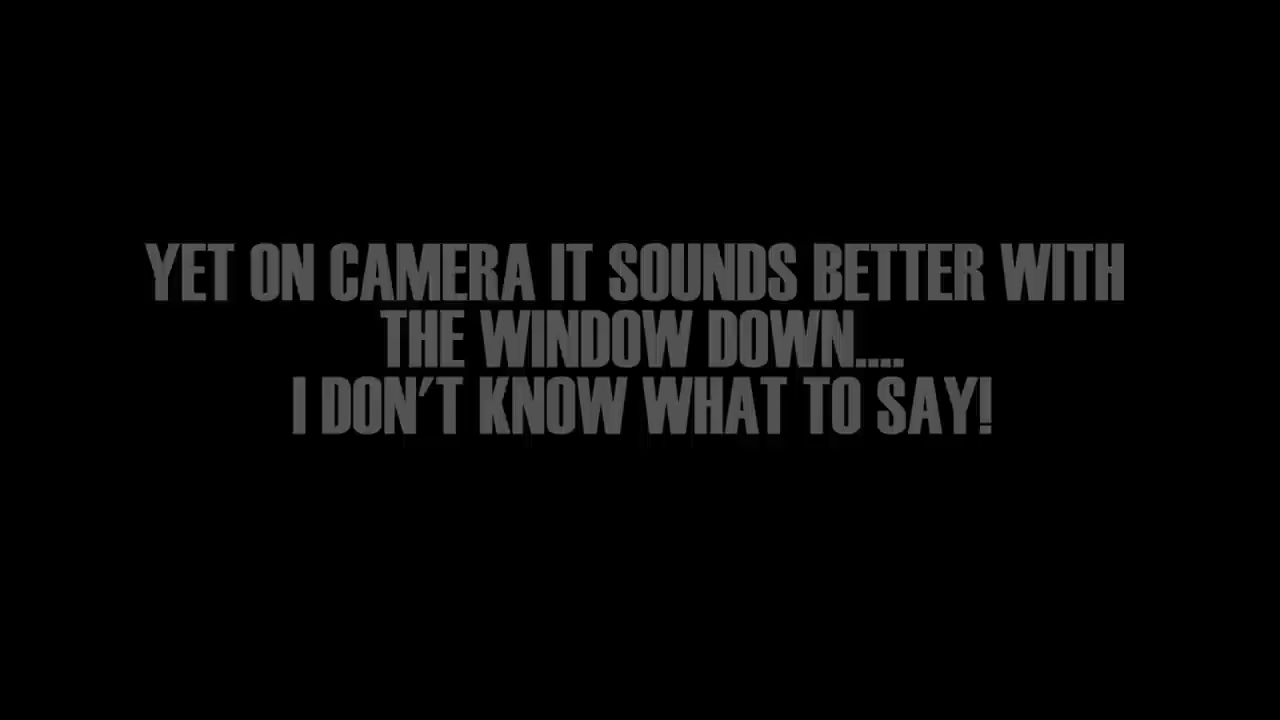 YET ON CAMERA IT SOUNDS BETTER WITH
THE WINDOW DOWN....
I DON'T KNOW WHAT TO SAY!